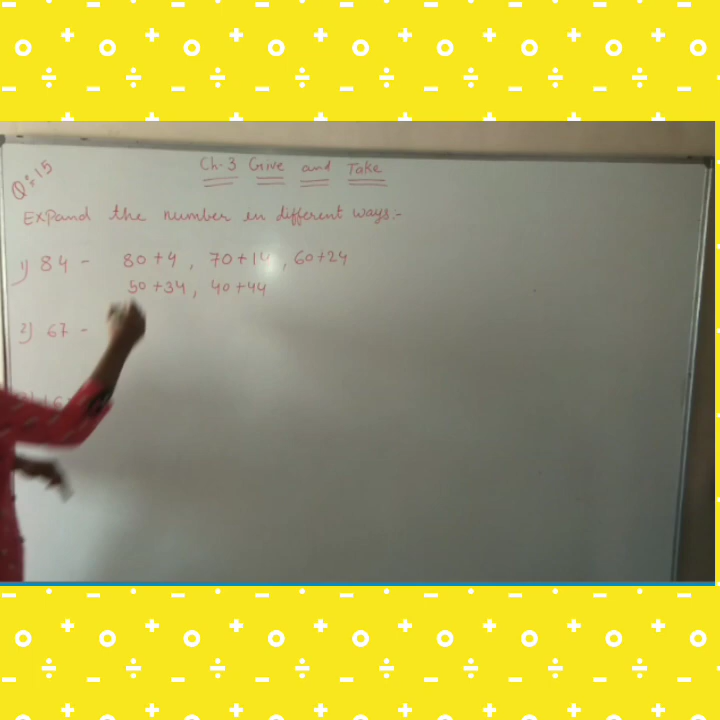 Q:15
Ch-3 Give and Take
Expand the number in different ways:-
1) 84 - 80+4, 70+14, 60+24
50+34, 40+44
2) 67 -